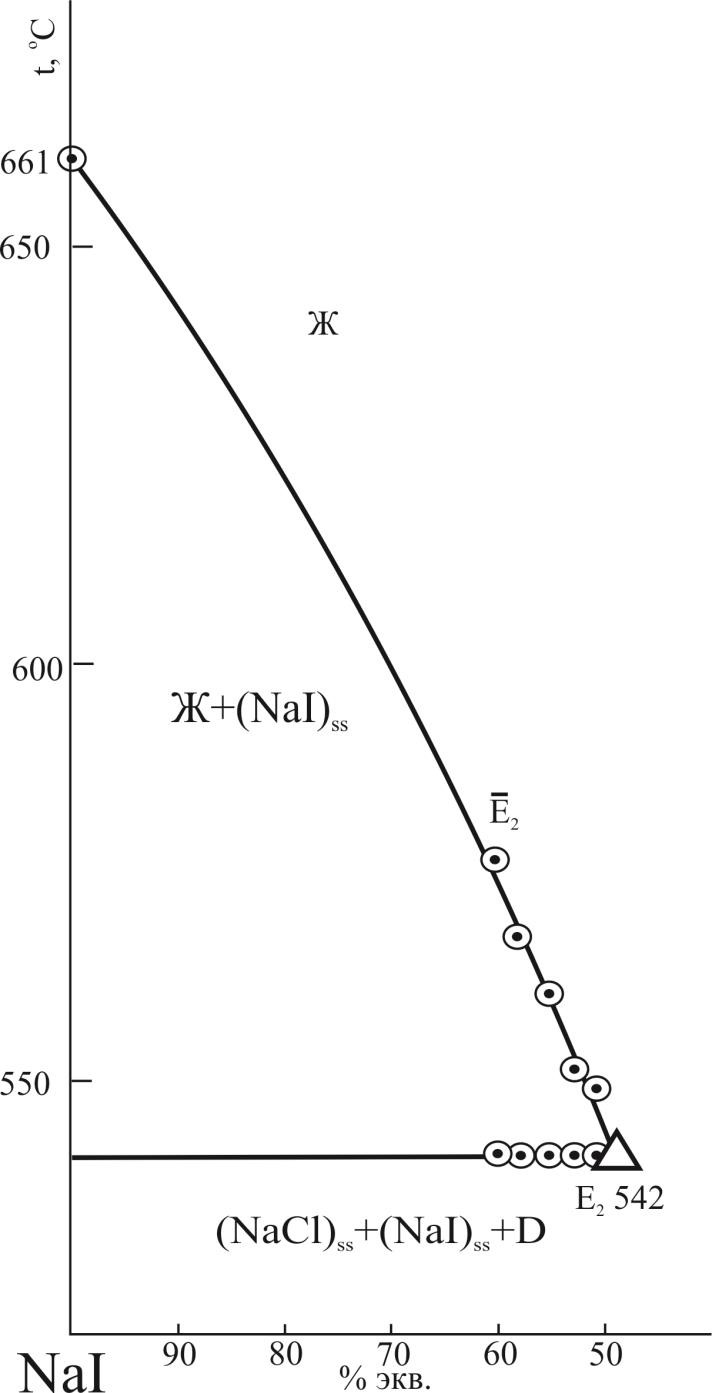 t, °C
661
650
Ж
600
Ж+(NaI)ss
Ē₂
550
E₂ 542
(NaCl)ss+(NaI)ss+D
NaI
90
80
70
60
50
% экв.